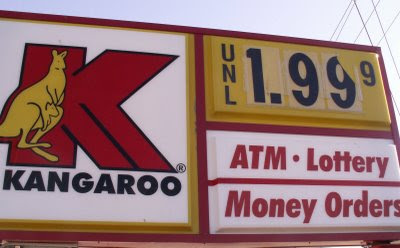 K
®
KANGAROO
UNL
1.99 9
ATM • Lottery
Money Orders